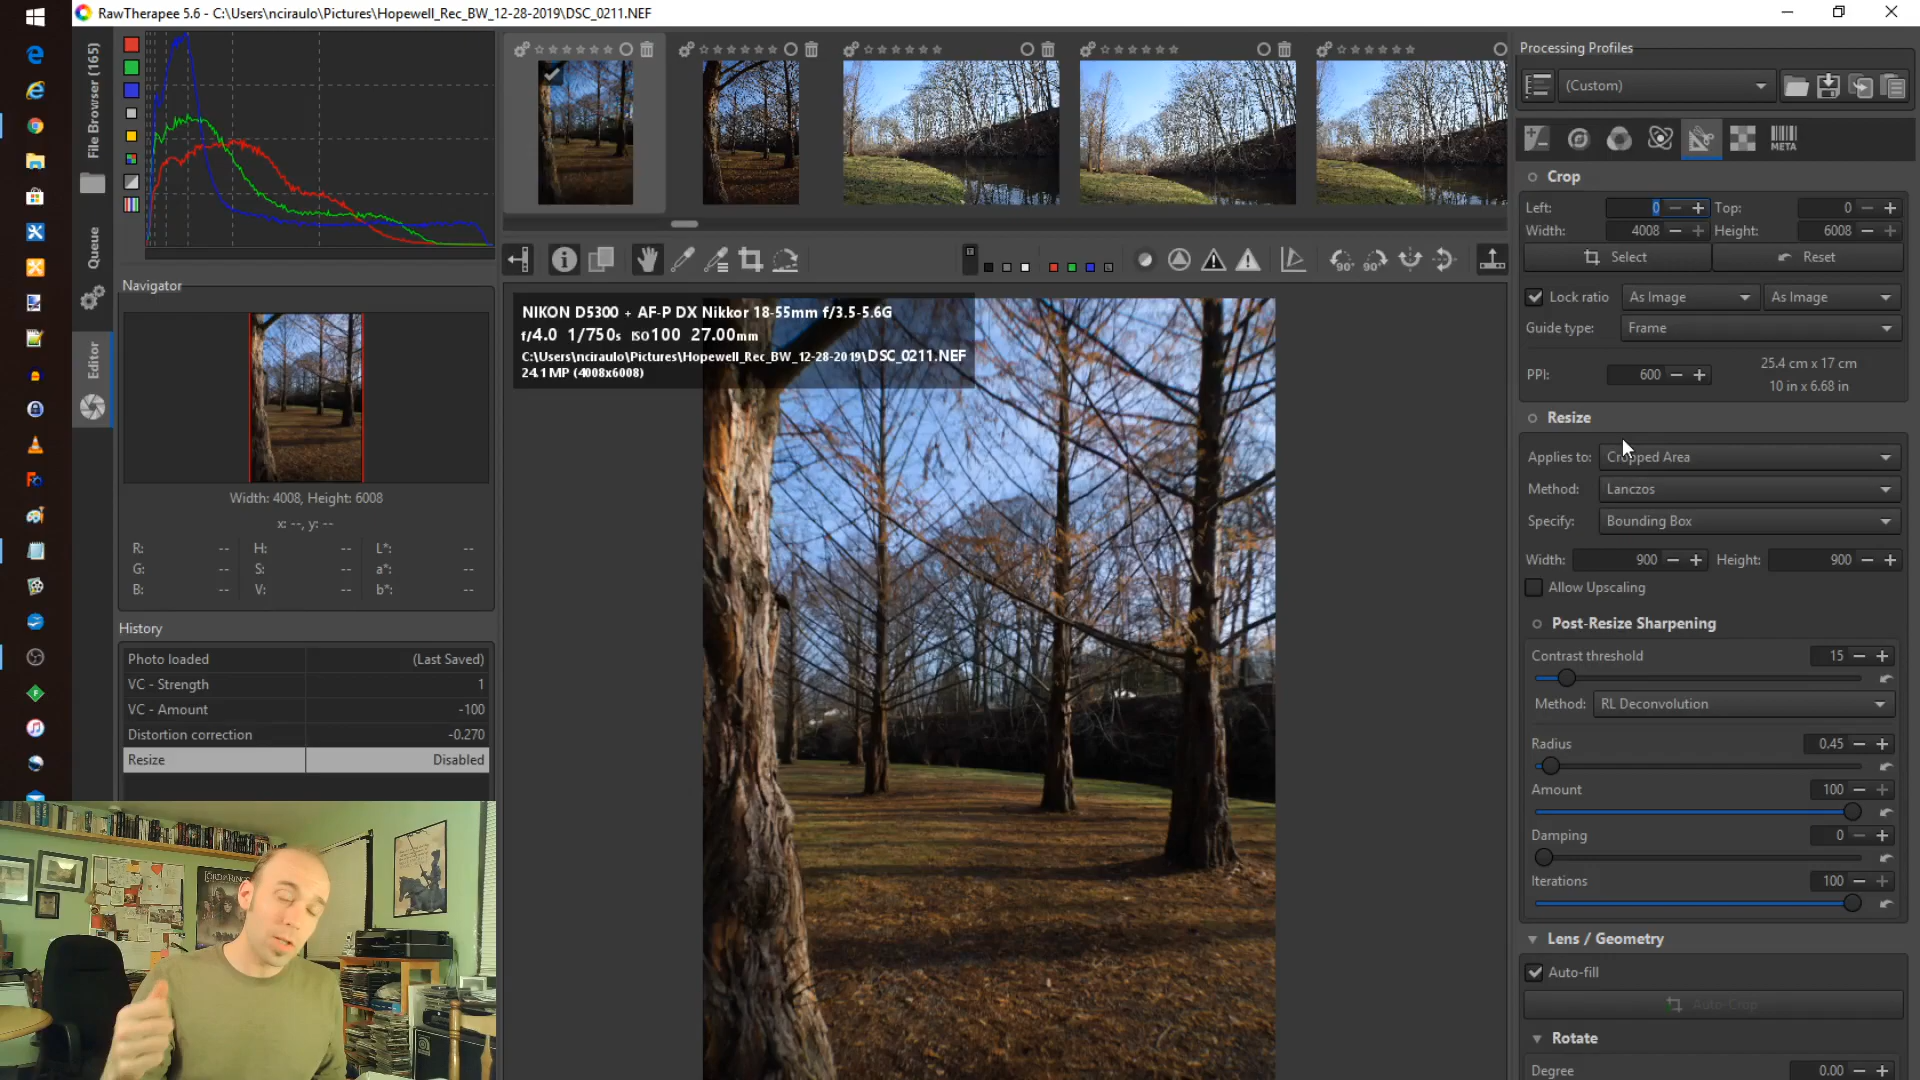 RawTherapee 5.6 - C:\Users\nciraulo\Pictures\Hopewell_Rec_BW_12-28-2019\DSC_0211.NEF
File Browser (165)
Queue
Editor
Navigator
Width: 4008, Height: 6008
x: --, y: --
R: -- H: -- L*: --
G: -- S: -- a*: --
B: -- V: -- b*: --
History
Photo loaded (Last Saved)
VC - Strength 1
VC - Amount -100
Distortion correction -0.270
Resize Disabled
NIKON D5300 + AF-P DX Nikkor 18-55mm f/3.5-5.6G
f/4.0 1/750s ISO100 27.00mm
C:\Users\nciraulo\Pictures\Hopewell_Rec_BW_12-28-2019\DSC_0211.NEF
24.1 MP (4008x6008)
90° 90°
Processing Profiles
(Custom)
META
Crop
Left: 0 Top: 0
Width: 4008 Height: 6008
Select Reset
Lock ratio As Image As Image
Guide type: Frame
PPI: 600
25.4 cm x 17 cm
10 in x 6.68 in
Resize
Applies to: Cropped Area
Method: Lanczos
Specify: Bounding Box
Width: 900 Height: 900
Allow Upscaling
Post-Resize Sharpening
Contrast threshold 15
Method: RL Deconvolution
Radius 0.45
Amount 100
Damping 0
Iterations 100
Lens / Geometry
Auto-fill
Auto-Crop
Rotate
Degree 0.00